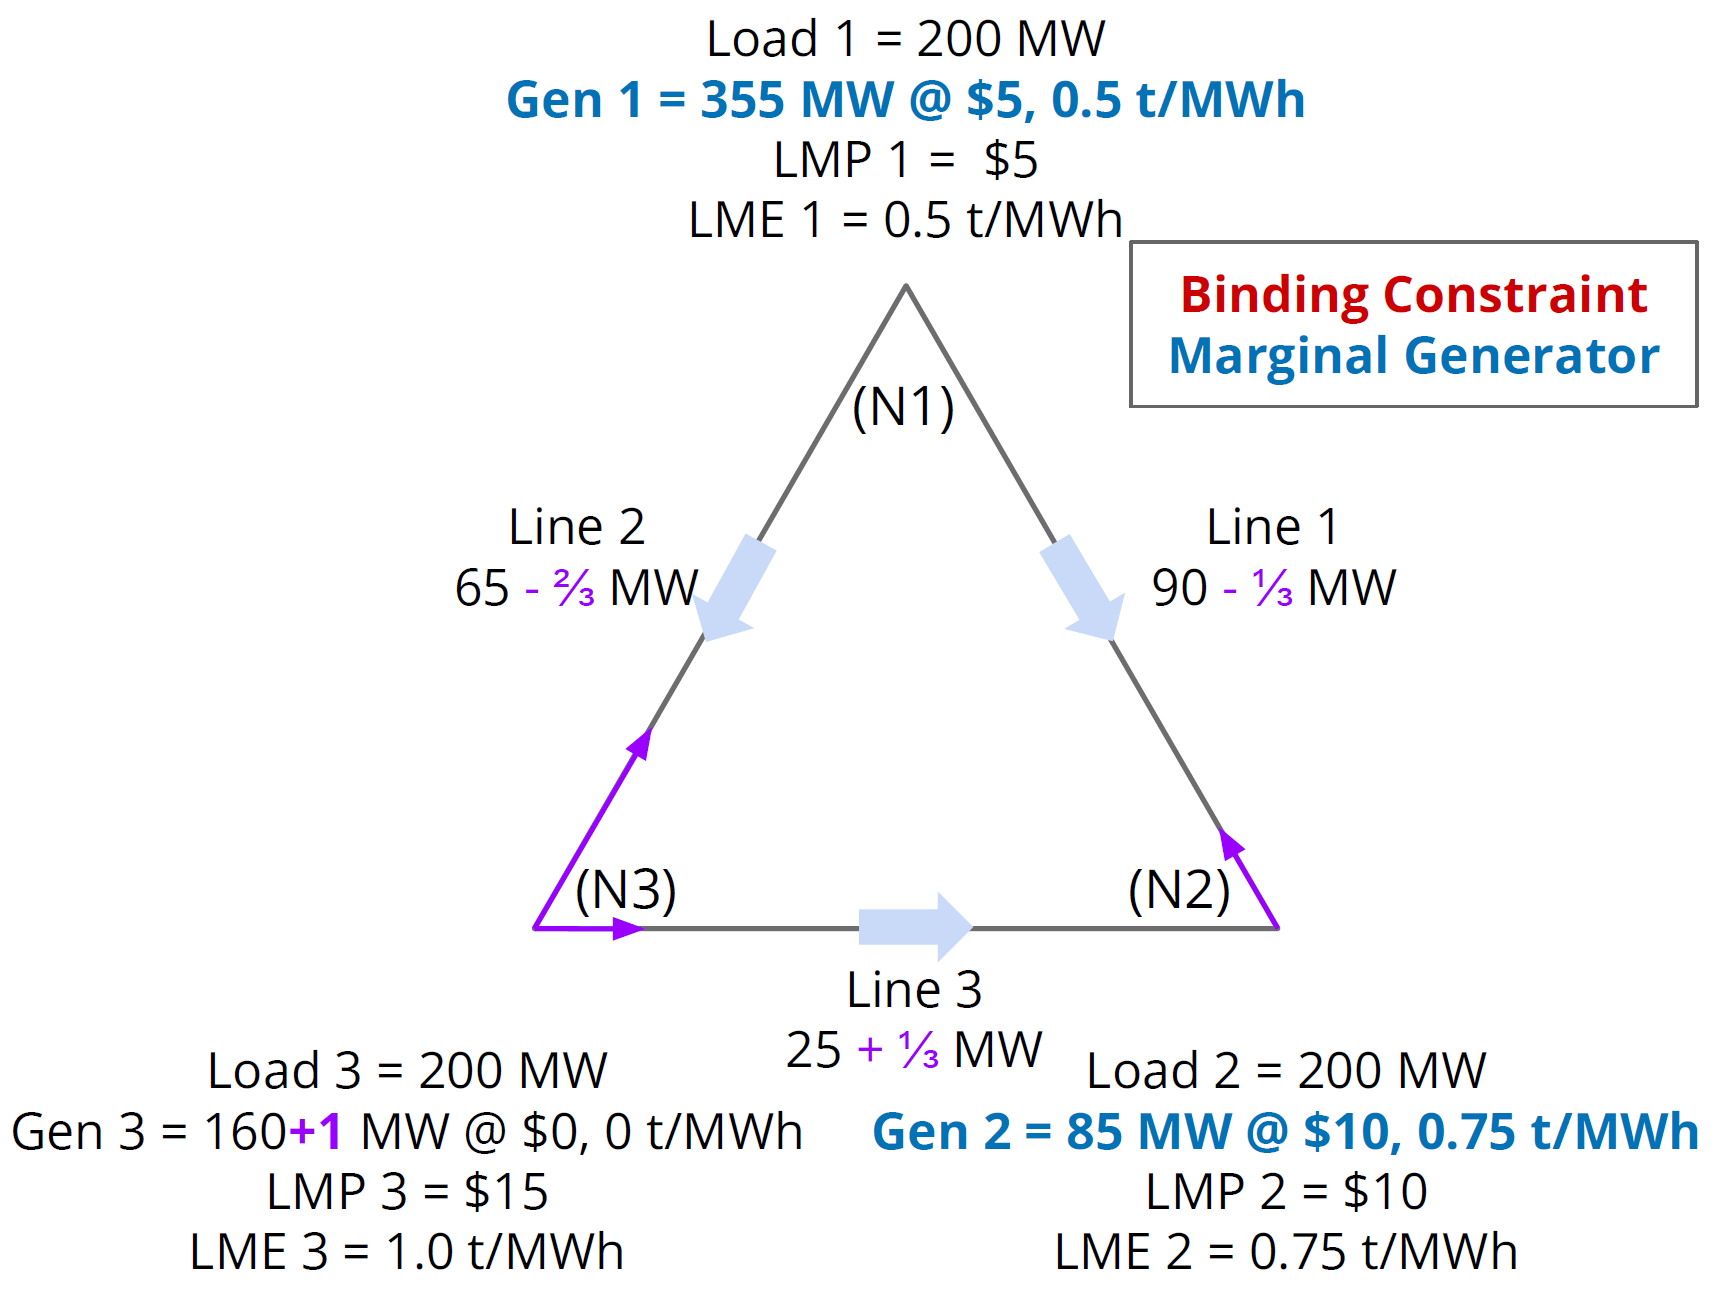 Load 1 = 200 MW
Gen 1 = 355 MW @ $5, 0.5 t/MWh
LMP 1 = $5
LME 1 = 0.5 t/MWh
Binding Constraint
Marginal Generator
(N1)
Line 2
65 - ⅔ MW
Line 1
90 - ⅓ MW
(N3)
(N2)
Line 3
25 + ⅓ MW
Load 3 = 200 MW
Gen 3 = 160+1 MW @ $0, 0 t/MWh
LMP 3 = $15
LME 3 = 1.0 t/MWh
Load 2 = 200 MW
Gen 2 = 85 MW @ $10, 0.75 t/MWh
LMP 2 = $10
LME 2 = 0.75 t/MWh